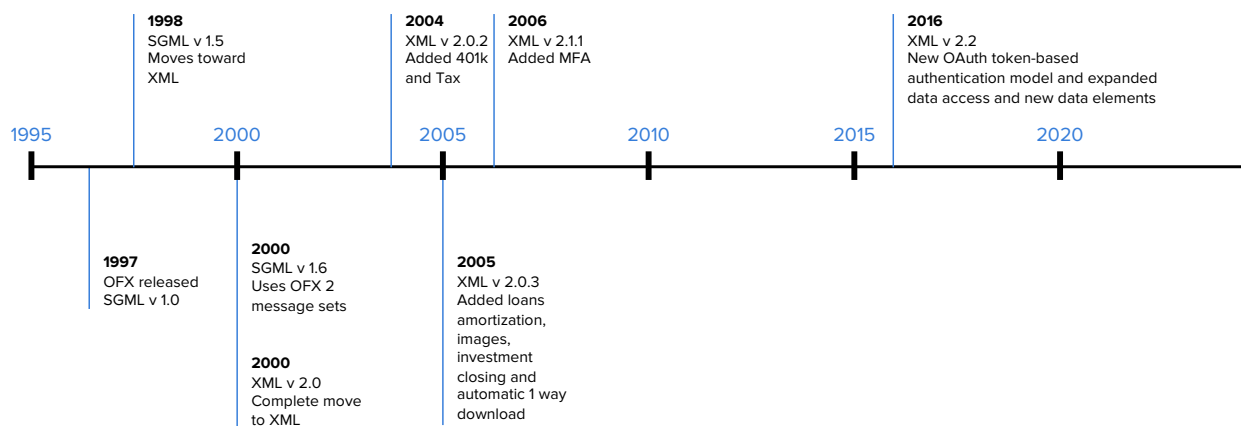 1998
SGML v 1.5
Moves toward
XML
2004
XML v 2.0.2
Added 401k
and Tax
2006
XML v 2.1.1
Added MFA
2016
XML v 2.2
New OAuth token-based
authentication model and expanded
data access and new data elements
1995
2000
2005
2010
2015
2020
1997
OFX released
SGML v 1.0
2000
SGML v 1.6
Uses OFX 2
message sets
2000
XML v 2.0
Complete move
to XML
2005
XML v 2.0.3
Added loans
amortization,
images,
investment
closing and
automatic 1 way
download